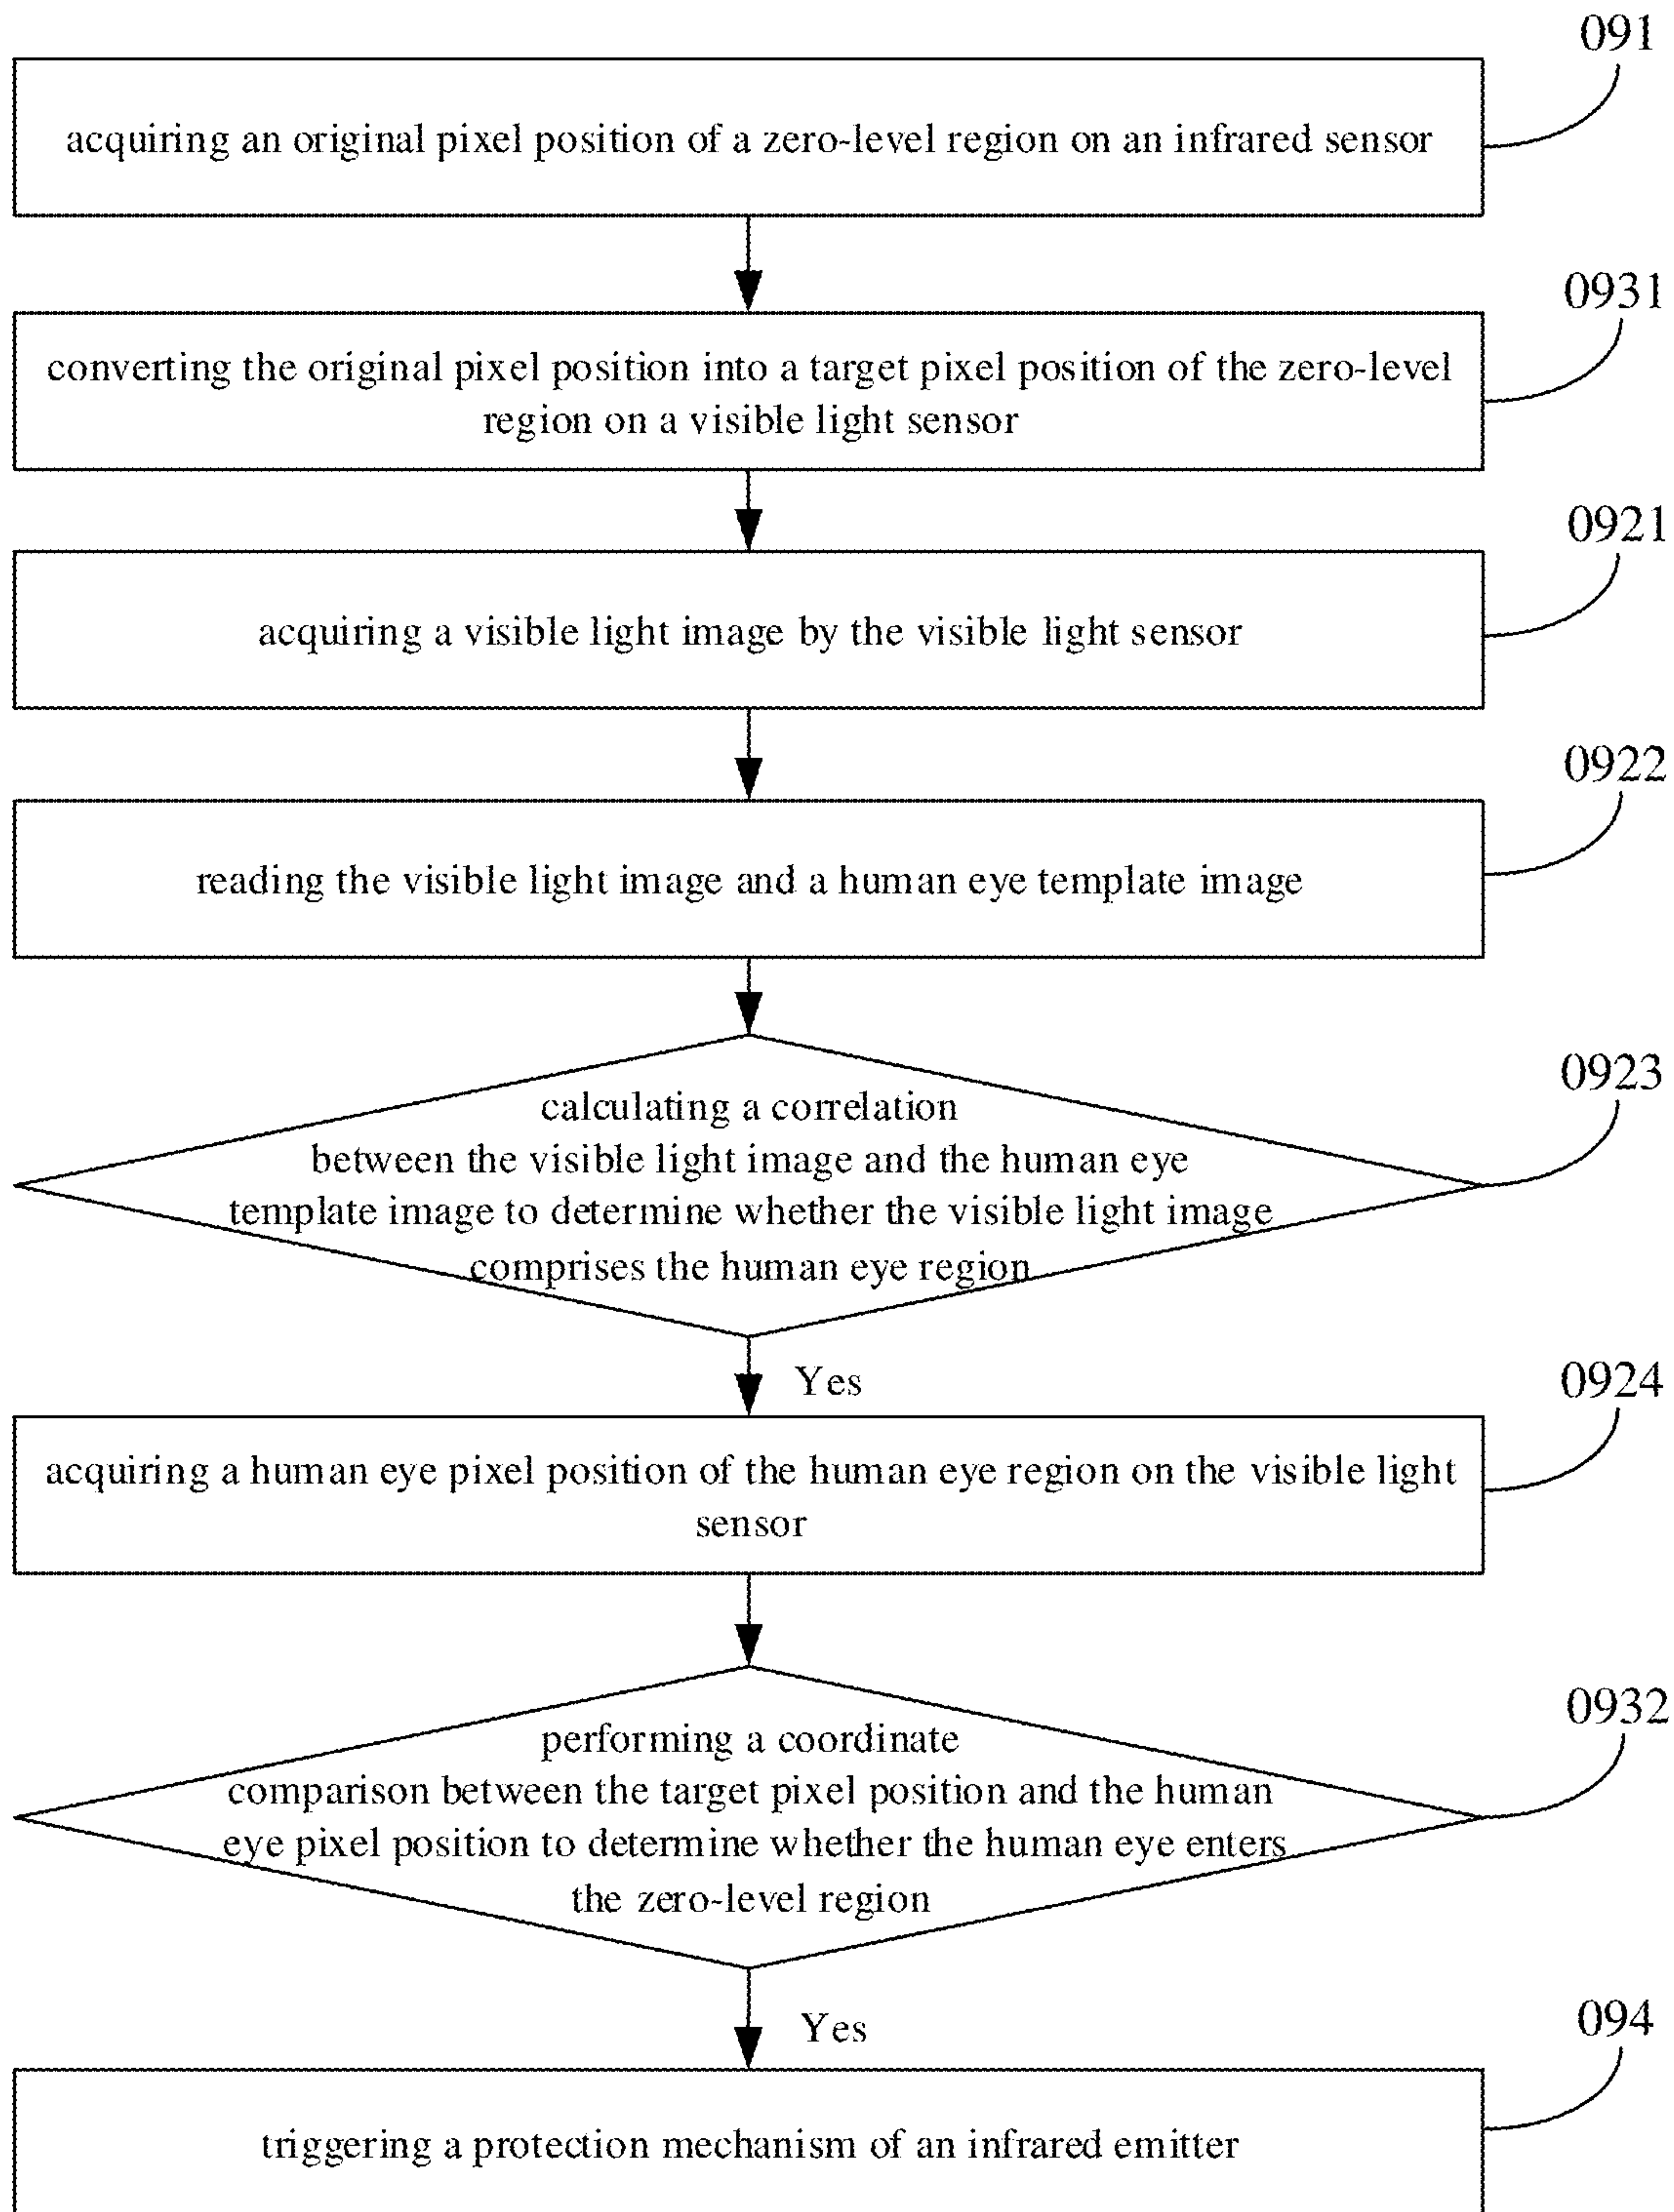 091
acquiring an original pixel position of a zero-level region on an infrared sensor
0931
converting the original pixel position into a target pixel position of the zero-level
region on a visible light sensor
0921
acquiring a visible light image by the visible light sensor
0922
reading the visible light image and a human eye template image
0923
calculating a correlation
between the visible light image and the human eye
template image to determine whether the visible light image
comprises the human eye region
Yes
0924
acquiring a human eye pixel position of the human eye region on the visible light
sensor
0932
performing a coordinate
comparison between the target pixel position and the human
eye pixel position to determine whether the human eye enters
the zero-level region
Yes
094
triggering a protection mechanism of an infrared emitter